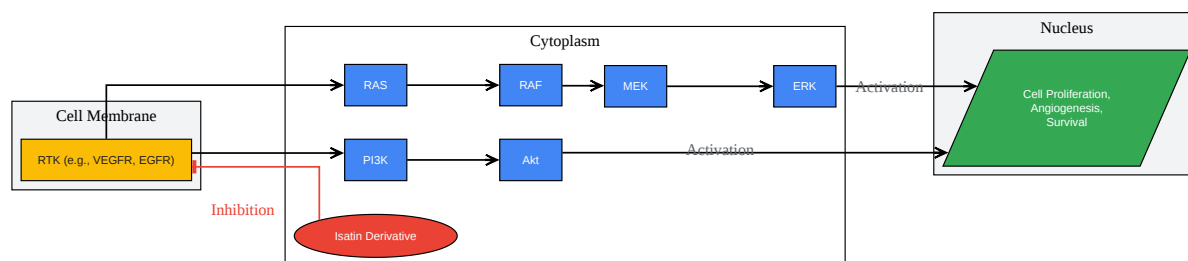 Nucleus
Cytoplasm
RAS
RAF
MEK
ERK
Activation
Cell Proliferation,
Angiogenesis,
Survival
Cell Membrane
RTK (e.g., VEGFR, EGFR)
PI3K
Akt
Activation
Inhibition
Isatin Derivative